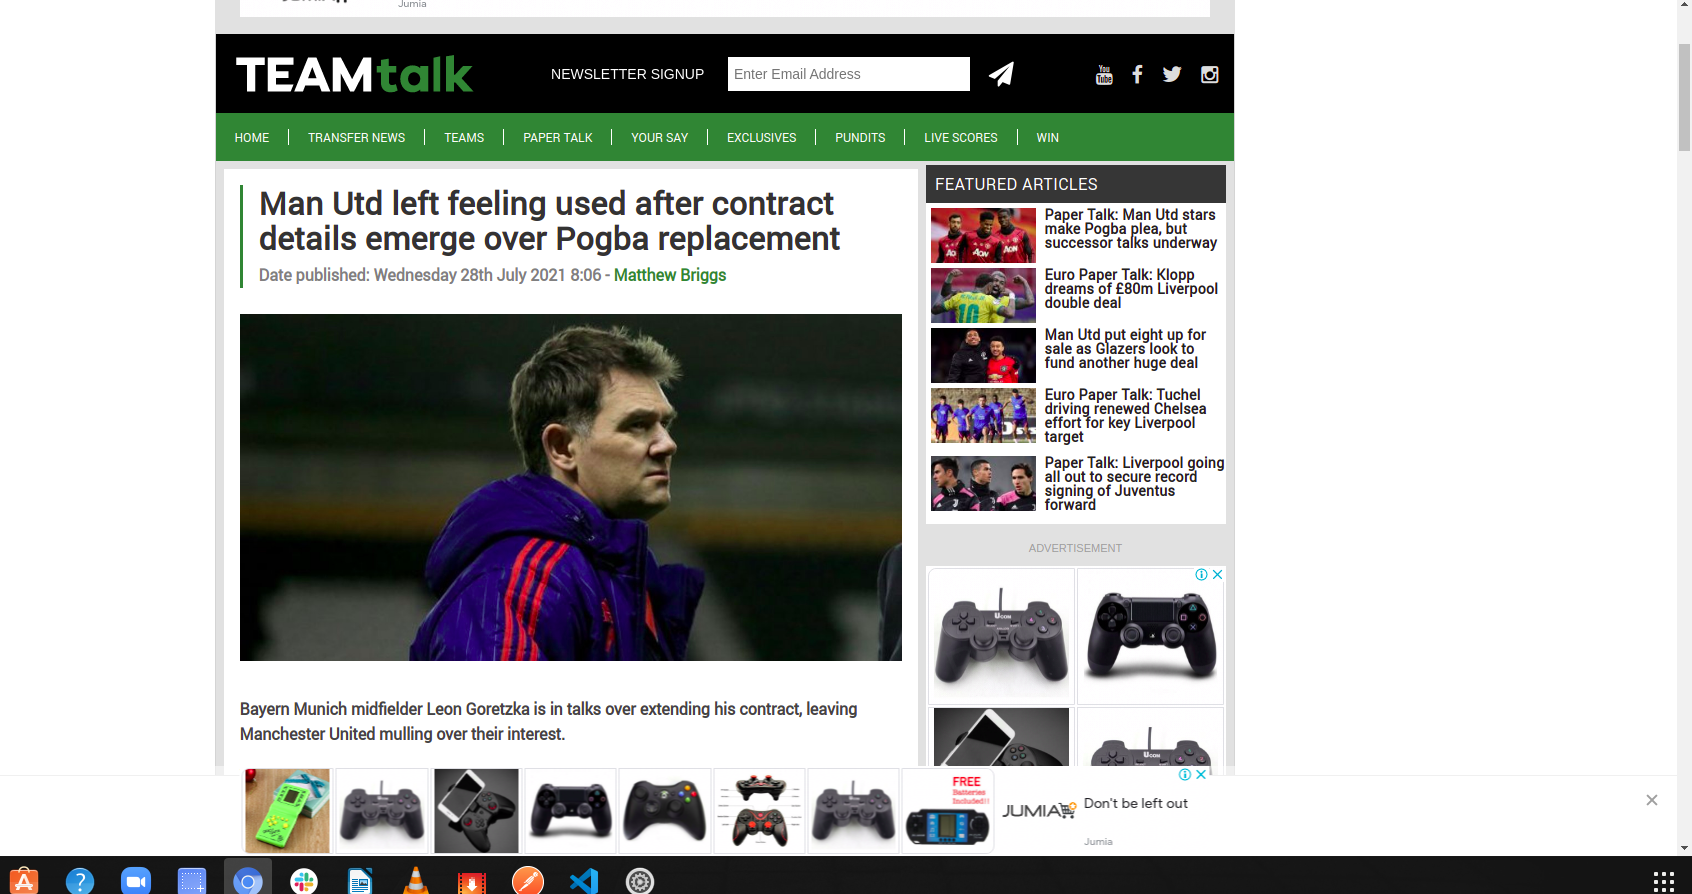 Jumia
TEAMtalk
NEWSLETTER SIGNUP
Enter Email Address
You
Tube
HOME
TRANSFER NEWS
TEAMS
PAPER TALK
YOUR SAY
EXCLUSIVES
PUNDITS
LIVE SCORES
WIN
Man Utd left feeling used after contract
details emerge over Pogba replacement
Date published: Wednesday 28th July 2021 8:06 - Matthew Briggs
Bayern Munich midfielder Leon Goretzka is in talks over extending his contract, leaving
Manchester United mulling over their interest.
FEATURED ARTICLES
Paper Talk: Man Utd stars
make Pogba plea, but
successor talks underway
Euro Paper Talk: Klopp
dreams of £80m Liverpool
double deal
Man Utd put eight up for
sale as Glazers look to
fund another huge deal
Euro Paper Talk: Tuchel
driving renewed Chelsea
effort for key Liverpool
target
Paper Talk: Liverpool going
all out to secure record
signing of Juventus
forward
ADVERTISEMENT
UCOM
UCOM
FREE
Batteries
Included!!
JUMIA
Don't be left out
Jumia